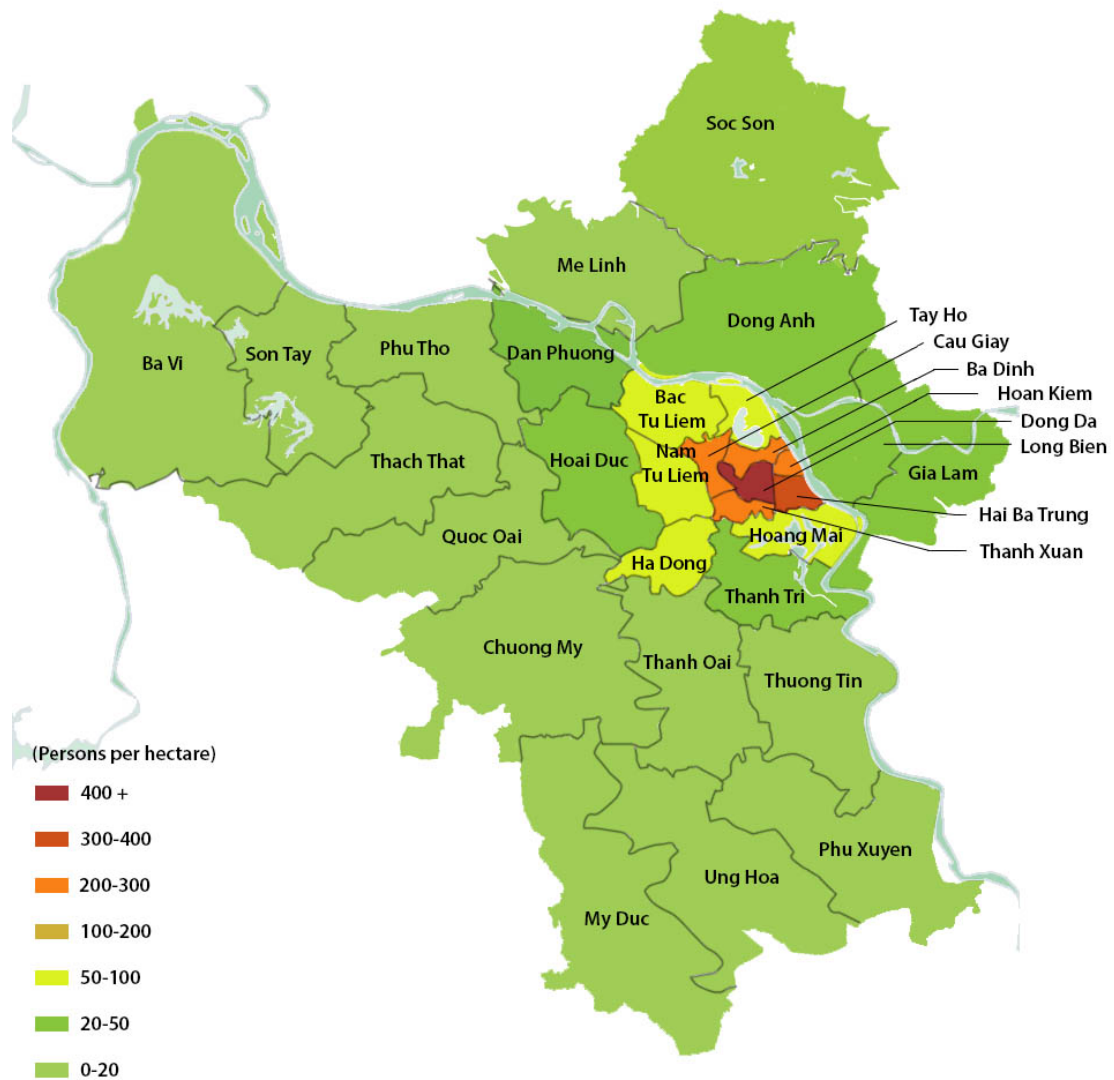 Soc Son
Me Linh
Dong Anh
Tay Ho
Cau Giay
Ba Dinh
Hoan Kiem
Dong Da
Long Bien
Gia Lam
Hai Ba Trung
Thanh Xuan
Ba Vi
Son Tay
Phu Tho
Dan Phuong
Bac
Tu Liem
Nam
Tu Liem
Thach That
Hoai Duc
Quoc Oai
Hoang Mai
Ha Dong
Thanh Tri
Chuong My
Thanh Oai
Thuong Tin
Phu Xuyen
Ung Hoa
My Duc
(Persons per hectare)
400 +
300-400
200-300
100-200
50-100
20-50
0-20